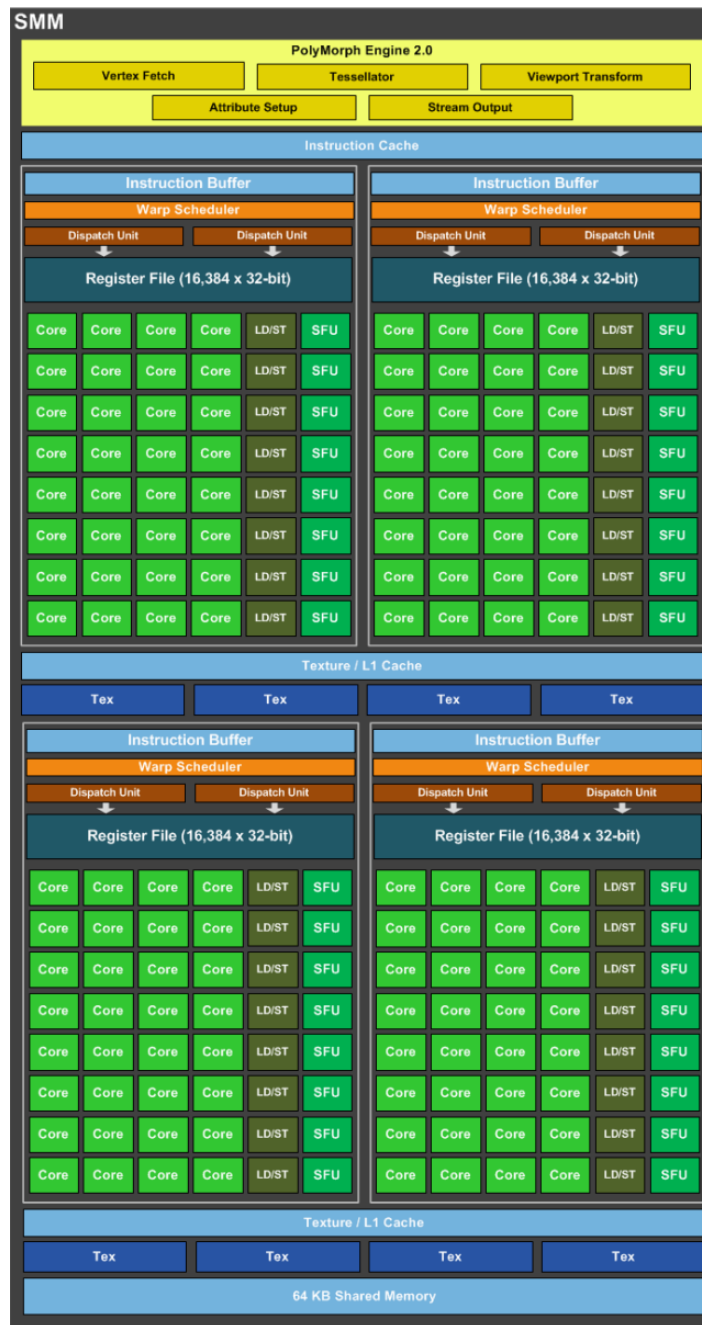 SMM
PolyMorph Engine 2.0
Vertex Fetch Tessellator Viewport Transform
Attribute Setup Stream Output
Instruction Cache
Instruction Buffer Instruction Buffer
Warp Scheduler Warp Scheduler
Dispatch Unit Dispatch Unit Dispatch Unit Dispatch Unit
Register File (16,384 x 32-bit) Register File (16,384 x 32-bit)
Core Core Core Core LD/ST SFU Core Core Core Core LD/ST SFU
Core Core Core Core LD/ST SFU Core Core Core Core LD/ST SFU
Core Core Core Core LD/ST SFU Core Core Core Core LD/ST SFU
Core Core Core Core LD/ST SFU Core Core Core Core LD/ST SFU
Core Core Core Core LD/ST SFU Core Core Core Core LD/ST SFU
Core Core Core Core LD/ST SFU Core Core Core Core LD/ST SFU
Core Core Core Core LD/ST SFU Core Core Core Core LD/ST SFU
Core Core Core Core LD/ST SFU Core Core Core Core LD/ST SFU
Texture / L1 Cache
Tex Tex Tex Tex
Instruction Buffer Instruction Buffer
Warp Scheduler Warp Scheduler
Dispatch Unit Dispatch Unit Dispatch Unit Dispatch Unit
Register File (16,384 x 32-bit) Register File (16,384 x 32-bit)
Core Core Core Core LD/ST SFU Core Core Core Core LD/ST SFU
Core Core Core Core LD/ST SFU Core Core Core Core LD/ST SFU
Core Core Core Core LD/ST SFU Core Core Core Core LD/ST SFU
Core Core Core Core LD/ST SFU Core Core Core Core LD/ST SFU
Core Core Core Core LD/ST SFU Core Core Core Core LD/ST SFU
Core Core Core Core LD/ST SFU Core Core Core Core LD/ST SFU
Core Core Core Core LD/ST SFU Core Core Core Core LD/ST SFU
Core Core Core Core LD/ST SFU Core Core Core Core LD/ST SFU
Texture / L1 Cache
Tex Tex Tex Tex
64 KB Shared Memory